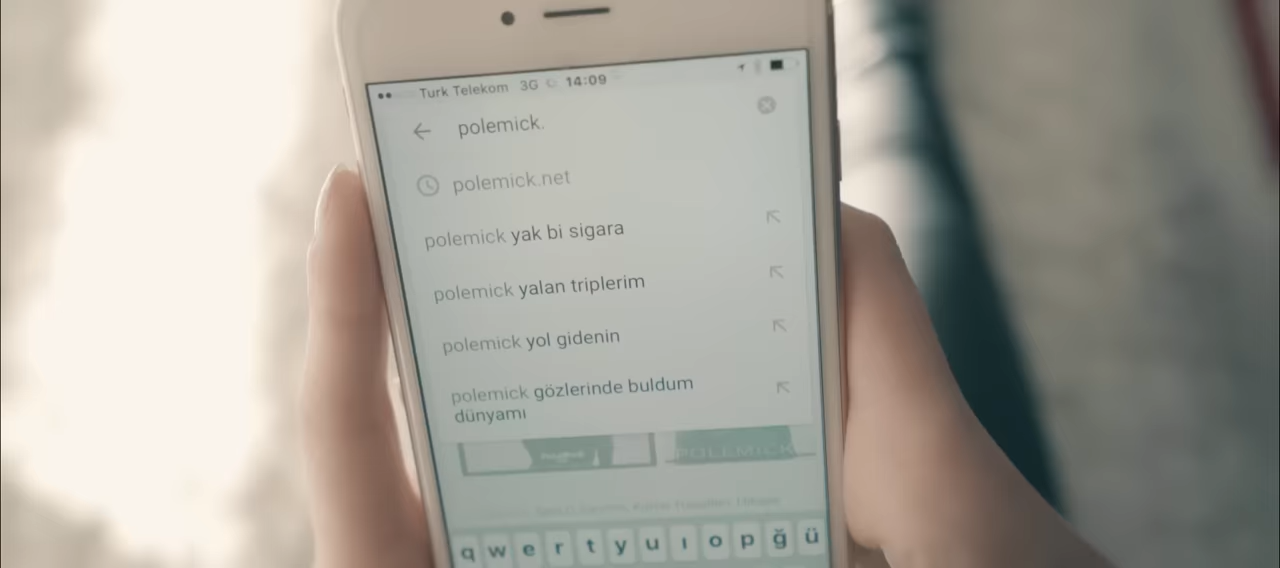 Turk Telekom 3G 14:09
polemick.
polemick.net
polemick yak bi sigara
polemick yalan triplerim
polemick yol gidenin
polemick gözlerinde buldum
dünyamı
POLEMICK
q w e r t y u ı o p ğ ü